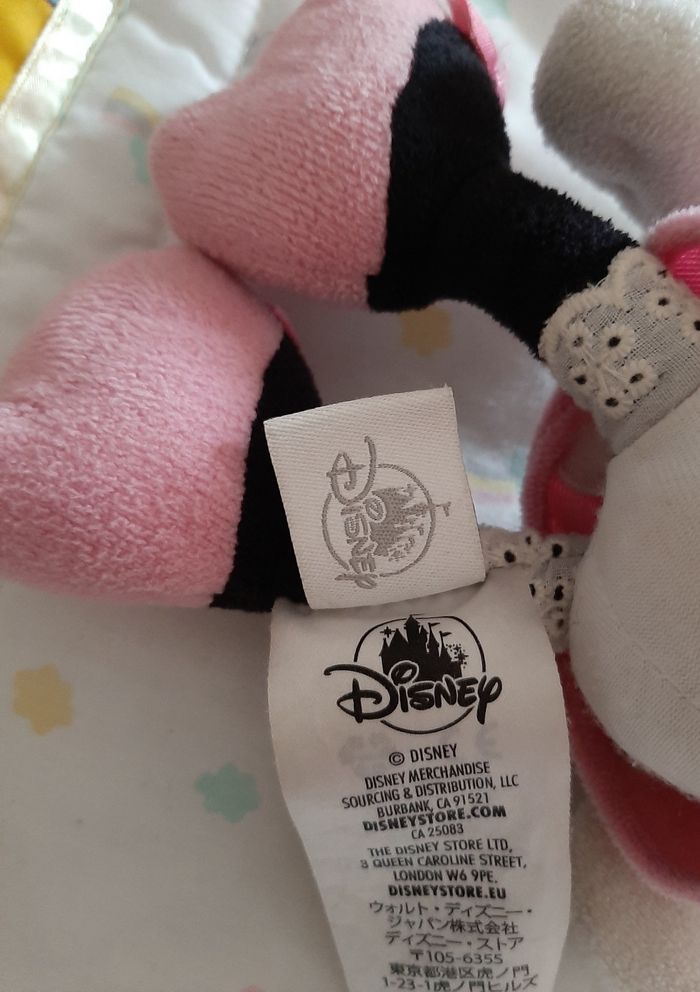 Disney
Disney
© DISNEY
DISNEY MERCHANDISE
SOURCING & DISTRIBUTION, LLC
BURBANK, CA 91521
DISNEYSTORE.COM
CA 25083
THE DISNEY STORE LTD,
3 QUEEN CAROLINE STREET,
LONDON W6 9PE.
DISNEYSTORE.EU
ウォルト・ディズニー・
ジャパン株式会社
ディズニー・ストア
〒105-6355
東京都港区虎ノ門
1-23-1虎ノ門ヒルズ